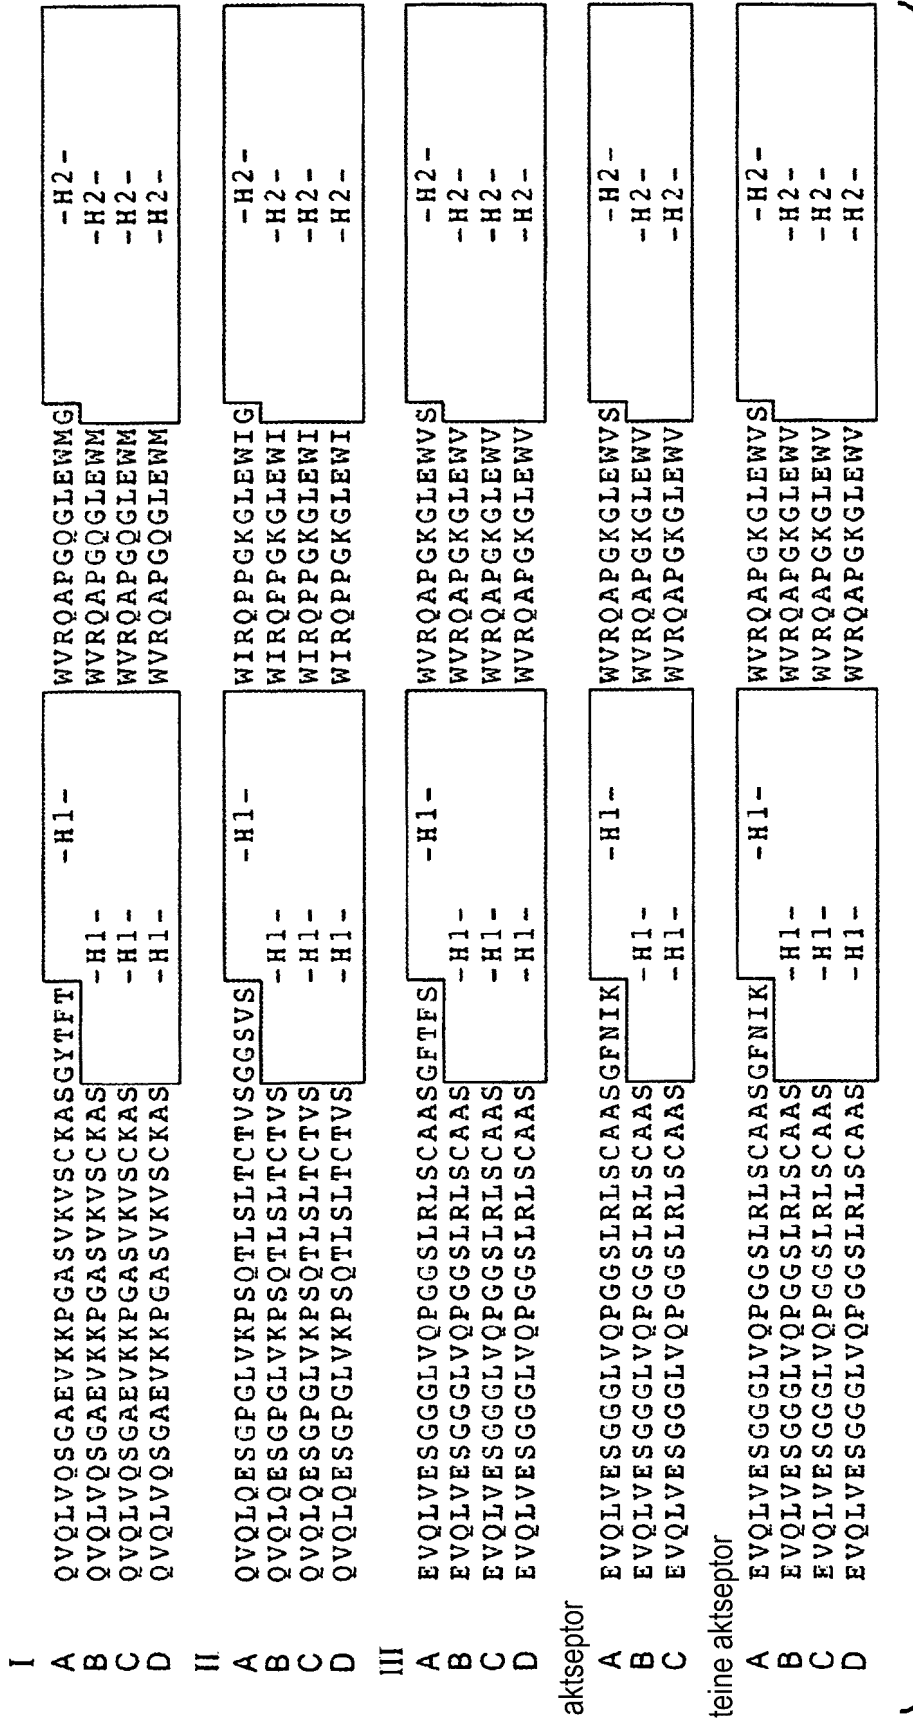 I
A QVQLVQSGAEVKKPGASVKVSCKASGYTFT -H1- WVRQAPGQGLEWMG -H2-
B QVQLVQSGAEVKKPGASVKVSCKAS -H1- WVRQAPGQGLEWM -H2-
C QVQLVQSGAEVKKPGASVKVSCKAS -H1- WVRQAPGQGLEWM -H2-
D QVQLVQSGAEVKKPGASVKVSCKAS -H1- WVRQAPGQGLEWM -H2-
II
A QVQLQESGPGLVKPSQTLSLTCTVSGGSVS -H1- WIRQPPGKGLEWIG -H2-
B QVQLQESGPGLVKPSQTLSLTCTVS -H1- WIRQPPGKGLEWI -H2-
C QVQLQESGPGLVKPSQTLSLTCTVS -H1- WIRQPPGKGLEWI -H2-
D QVQLQESGPGLVKPSQTLSLTCTVS -H1- WIRQPPGKGLEWI -H2-
III
A EVQLVESGGGLVQPGGSLRLSCAASGFTFS -H1- WVRQAPGKGLEWVS -H2-
B EVQLVESGGGLVQPGGSLRLSCAAS -H1- WVRQAPGKGLEWV -H2-
C EVQLVESGGGLVQPGGSLRLSCAAS -H1- WVRQAPGKGLEWV -H2-
D EVQLVESGGGLVQPGGSLRLSCAAS -H1- WVRQAPGKGLEWV -H2-
aktseptor
A EVQLVESGGGLVQPGGSLRLSCAASGFNIK -H1- WVRQAPGKGLEWVS -H2-
B EVQLVESGGGLVQPGGSLRLSCAAS -H1- WVRQAPGKGLEWV -H2-
C EVQLVESGGGLVQPGGSLRLSCAAS -H1- WVRQAPGKGLEWV -H2-
teine aktseptor
A EVQLVESGGGLVQPGGSLRLSCAASGFNIK -H1- WVRQAPGKGLEWVS -H2-
B EVQLVESGGGLVQPGGSLRLSCAAS -H1- WVRQAPGKGLEWV -H2-
C EVQLVESGGGLVQPGGSLRLSCAAS -H1- WVRQAPGKGLEWV -H2-
D EVQLVESGGGLVQPGGSLRLSCAAS -H1- WVRQAPGKGLEWV -H2-